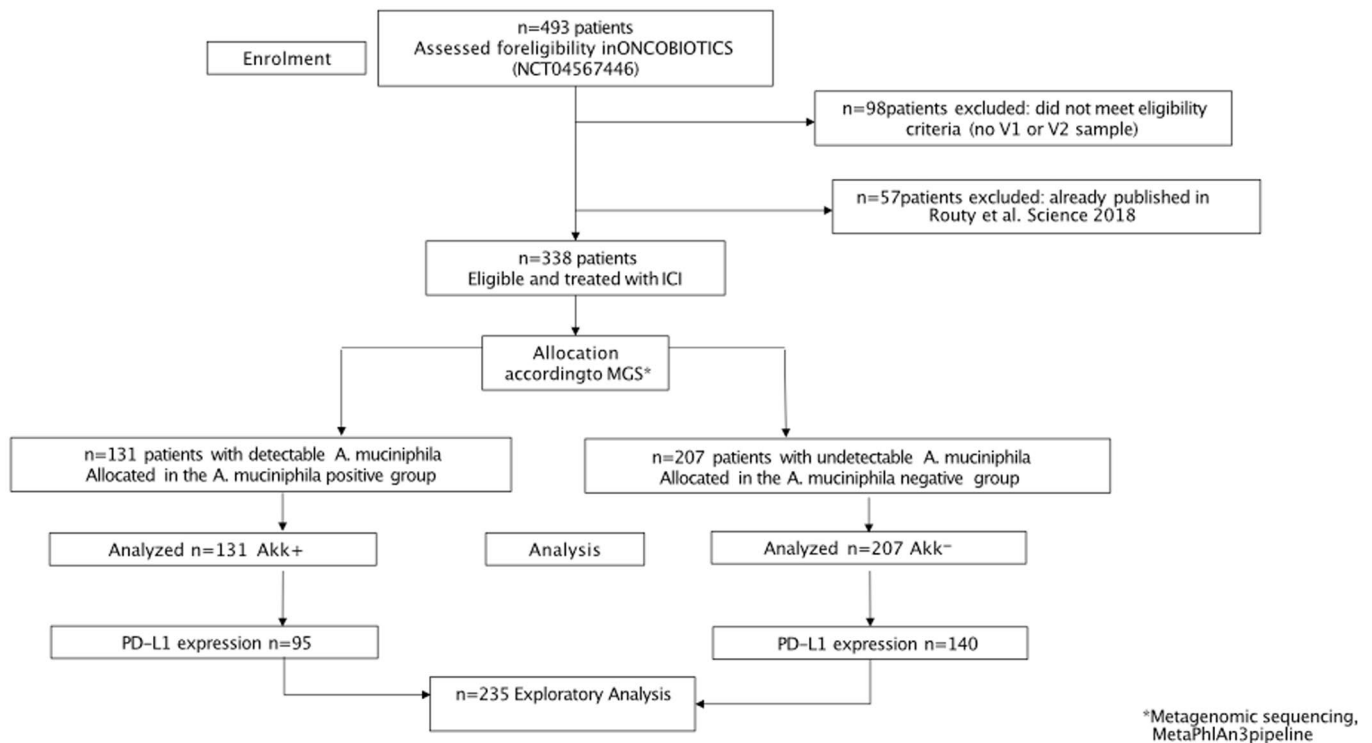 n=493 patients
Assessed foreligibility inONCOBIOTICS
(NCT04567446)
Enrolment
n=98patients excluded: did not meet eligibility
criteria (no V1 or V2 sample)
n=57patients excluded: already published in
Routy et al. Science 2018
n=338 patients
Eligible and treated with ICI
Allocation
accordingto MGS*
n=131 patients with detectable A. muciniphila
Allocated in the A. muciniphila positive group
n=207 patients with undetectable A. muciniphila
Allocated in the A. muciniphila negative group
Analyzed n=131 Akk+
Analysis
Analyzed n=207 Akk−
PD-L1 expression n=95
PD-L1 expression n=140
n=235 Exploratory Analysis
*Metagenomic sequencing,
MetaPhlAn3pipeline